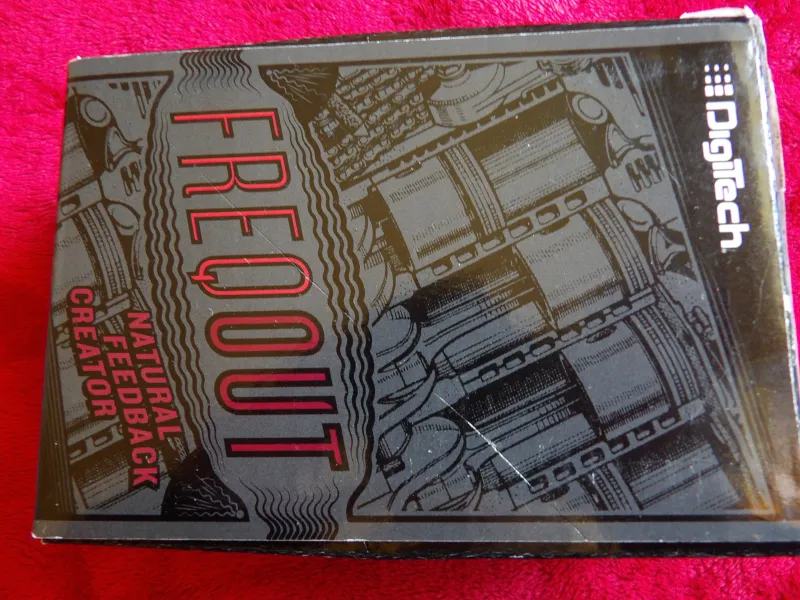 DigiTech
FREQOUT
NATURAL
FEEDBACK
CREATOR